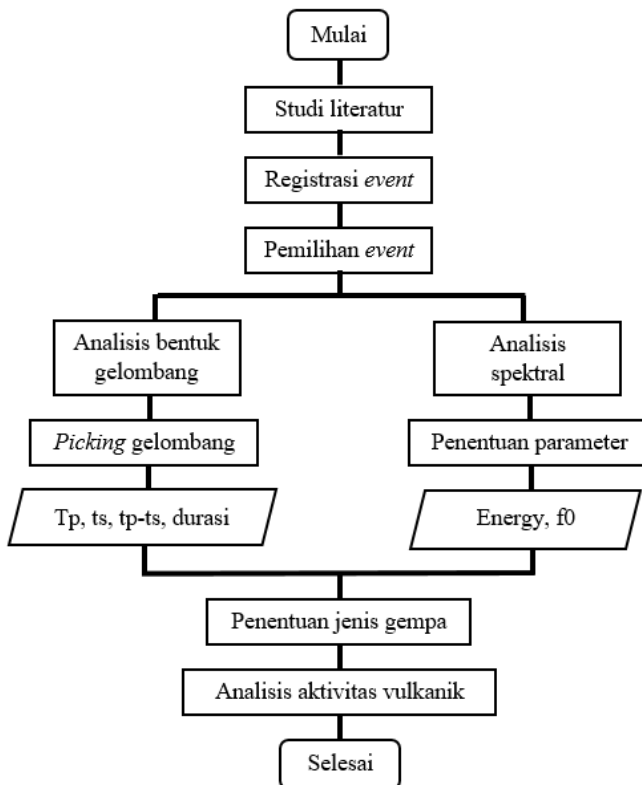 Mulai
Studi literatur
Registrasi event
Pemilihan event
Analisis bentuk
gelombang
Picking gelombang
Tp, ts, tp-ts, durasi
Analisis
spektral
Penentuan parameter
Energy, f0
Penentuan jenis gempa
Analisis aktivitas vulkanik
Selesai